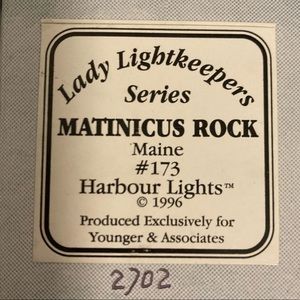 Lady Lightkeepers
Series
MATINICUS ROCK
Maine
#173
Harbour Lights™
© 1996
Produced Exclusively for
Younger & Associates
2702